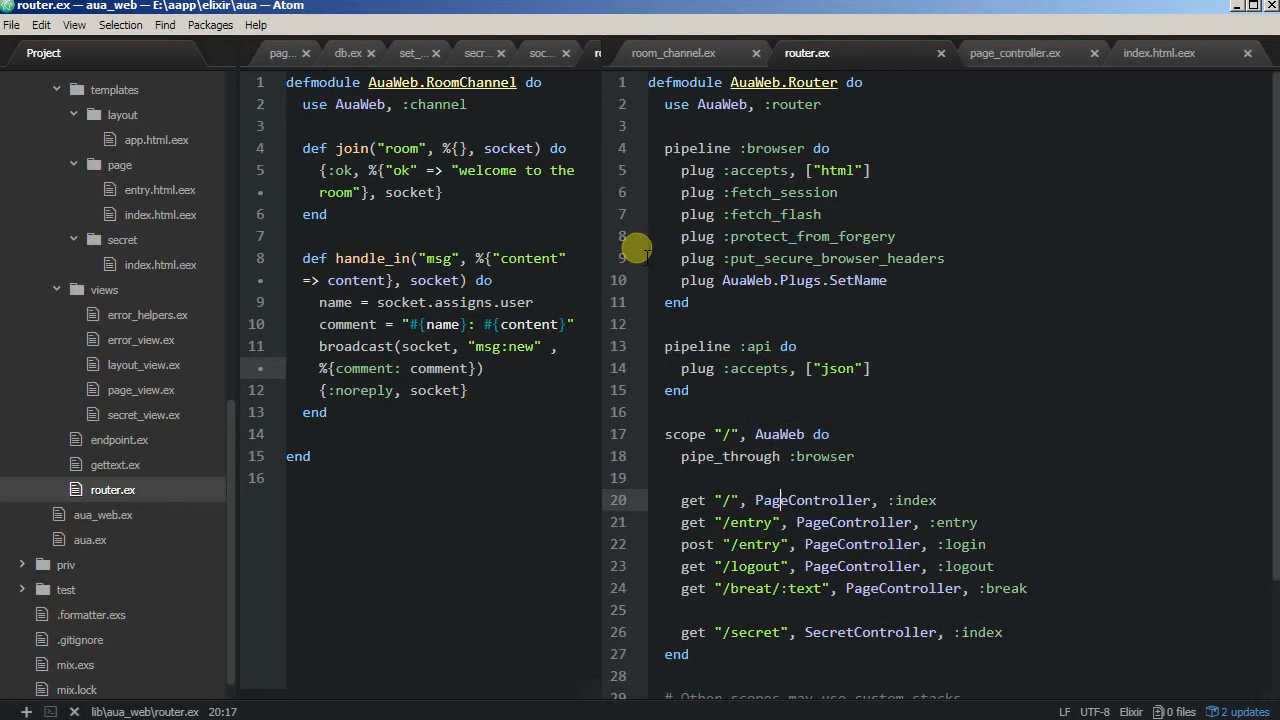 router.ex — aua_web — E:\aapp\elixir\aua — Atom
File Edit View Selection Find Packages Help
Project
templates
layout
app.html.eex
page
entry.html.eex
index.html.eex
secret
index.html.eex
views
error_helpers.ex
error_view.ex
layout_view.ex
page_view.ex
secret_view.ex
endpoint.ex
gettext.ex
router.ex
aua_web.ex
aua.ex
priv
test
.formatter.exs
.gitignore
mix.exs
mix.lock
pag... db.ex set_... secr... soc...
1 defmodule AuaWeb.RoomChannel do
2 use AuaWeb, :channel
3
4 def join("room", %{}, socket) do
5 {:ok, %{"ok" => "welcome to the
• room"}, socket}
6 end
7
8 def handle_in("msg", %{"content"
• => content}, socket) do
9 name = socket.assigns.user
10 comment = "#{name}: #{content}"
11 broadcast(socket, "msg:new" ,
• %{comment: comment})
12 {:noreply, socket}
13 end
14
15 end
16
room_channel.ex router.ex page_controller.ex index.html.eex
1 defmodule AuaWeb.Router do
2 use AuaWeb, :router
3
4 pipeline :browser do
5 plug :accepts, ["html"]
6 plug :fetch_session
7 plug :fetch_flash
8 plug :protect_from_forgery
9 plug :put_secure_browser_headers
10 plug AuaWeb.Plugs.SetName
11 end
12
13 pipeline :api do
14 plug :accepts, ["json"]
15 end
16
17 scope "/", AuaWeb do
18 pipe_through :browser
19
20 get "/", PageController, :index
21 get "/entry", PageController, :entry
22 post "/entry", PageController, :login
23 get "/logout", PageController, :logout
24 get "/breat/:text", PageController, :break
25
26 get "/secret", SecretController, :index
27 end
28
29 # Other scopes may use custom stacks
lib\aua_web\router.ex 20:17
LF UTF-8 Elixir 0 files 2 updates